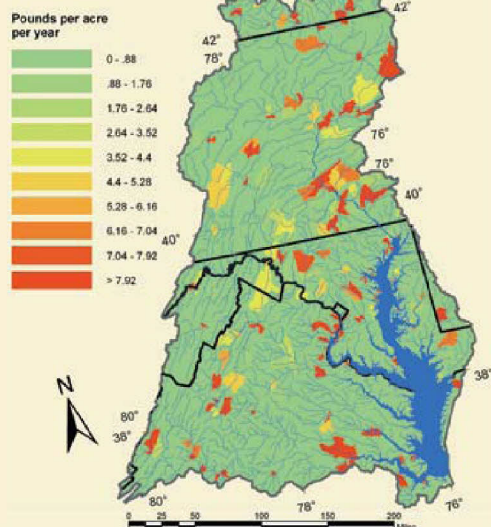 Pounds per acre
per year
0 - .88
.88 - 1.76
1.76 - 2.64
2.64 - 3.52
3.52 - 4.4
4.4 - 5.28
5.28 - 6.16
6.16 - 7.04
7.04 - 7.92
> 7.92
42°
42°
78°
76°
76°
40°
40°
38°
N
80°
38°
80°
78°
76°
0 25 50 100 150 200
Miles